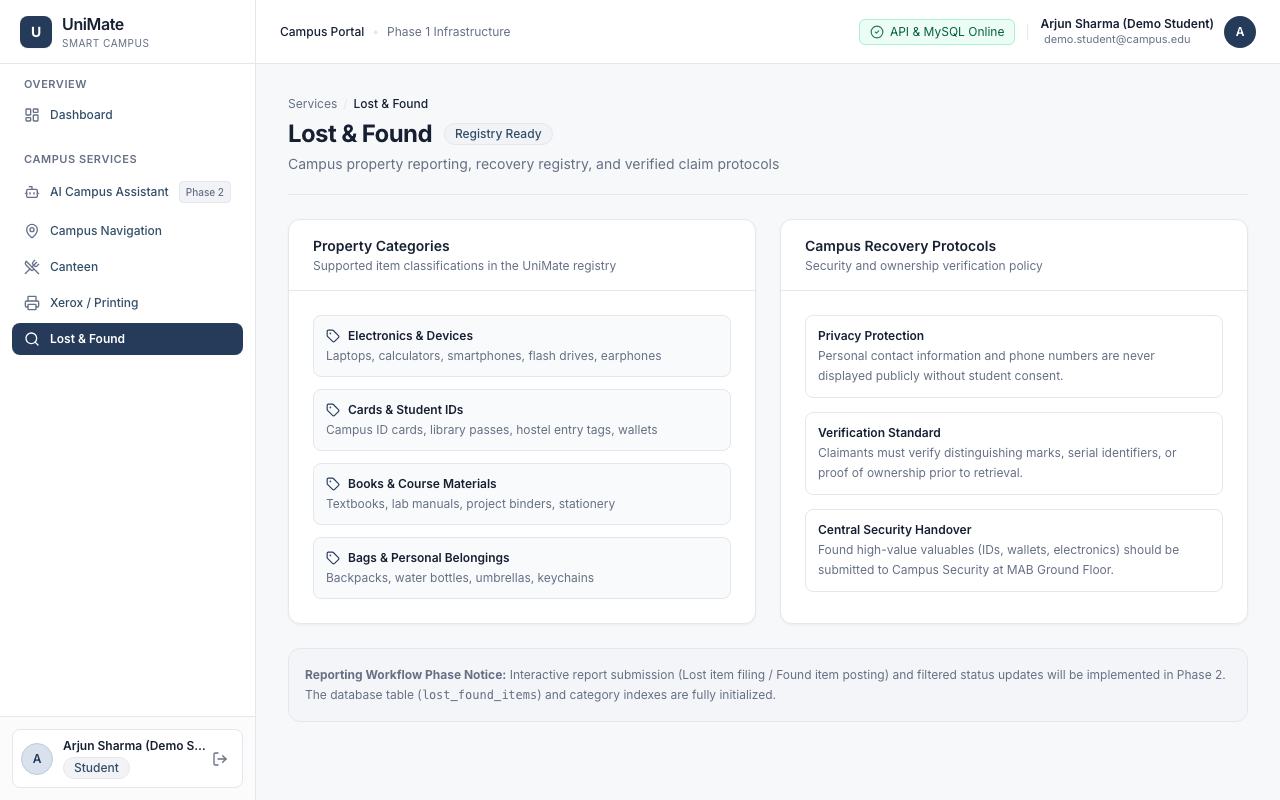 U
UniMate
SMART CAMPUS
OVERVIEW
Dashboard
CAMPUS SERVICES
AI Campus Assistant
Phase 2
Campus Navigation
Canteen
Xerox / Printing
Lost & Found
A
Arjun Sharma (Demo S...
Student
Campus Portal
Phase 1 Infrastructure
API & MySQL Online
Arjun Sharma (Demo Student)
demo.student@campus.edu
A
Services / Lost & Found
Lost & Found
Registry Ready
Campus property reporting, recovery registry, and verified claim protocols
Property Categories
Supported item classifications in the UniMate registry
Electronics & Devices
Laptops, calculators, smartphones, flash drives, earphones
Cards & Student IDs
Campus ID cards, library passes, hostel entry tags, wallets
Books & Course Materials
Textbooks, lab manuals, project binders, stationery
Bags & Personal Belongings
Backpacks, water bottles, umbrellas, keychains
Campus Recovery Protocols
Security and ownership verification policy
Privacy Protection
Personal contact information and phone numbers are never
displayed publicly without student consent.
Verification Standard
Claimants must verify distinguishing marks, serial identifiers, or
proof of ownership prior to retrieval.
Central Security Handover
Found high-value valuables (IDs, wallets, electronics) should be
submitted to Campus Security at MAB Ground Floor.
Reporting Workflow Phase Notice: Interactive report submission (Lost item filing / Found item posting) and filtered status updates will be implemented in Phase 2.
The database table (lost_found_items) and category indexes are fully initialized.